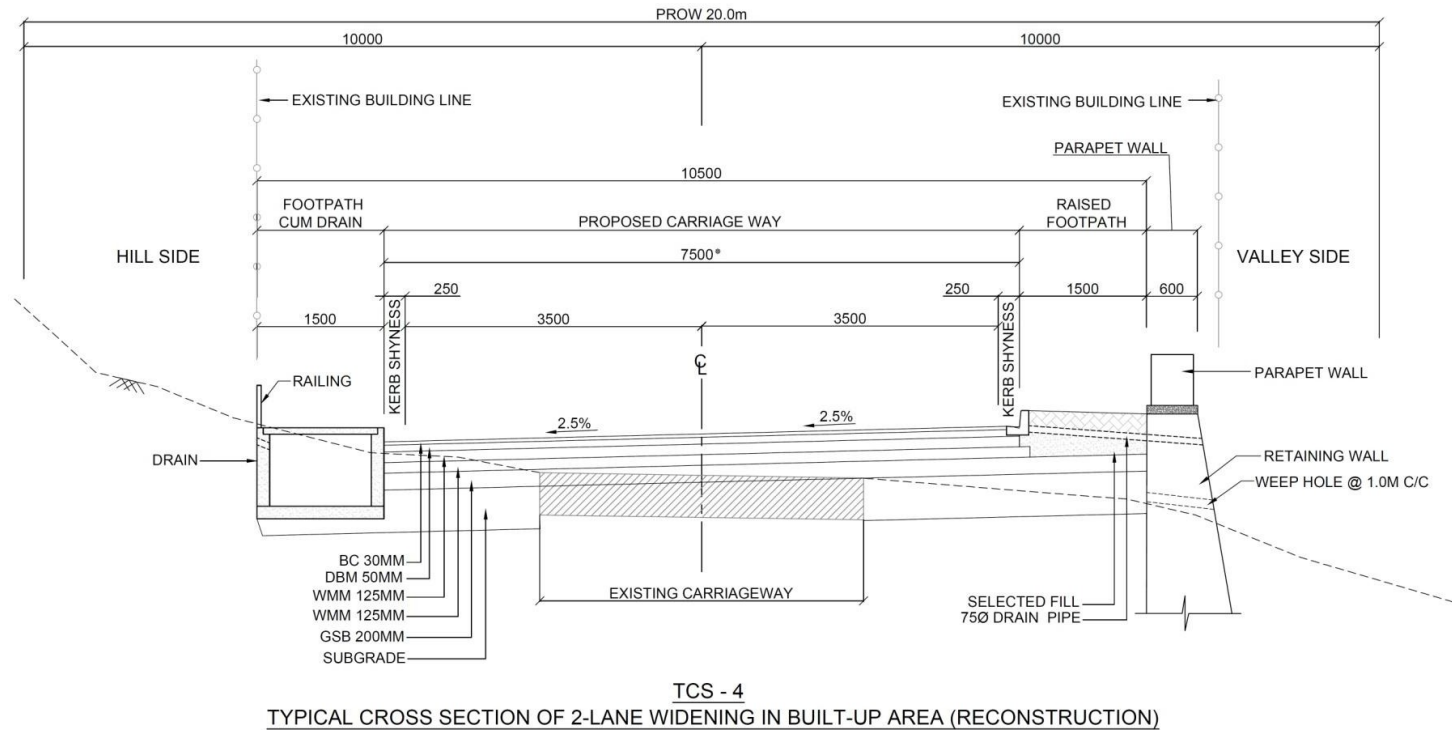 PROW 20.0m
10000
10000
EXISTING BUILDING LINE
EXISTING BUILDING LINE
PARAPET WALL
10500
FOOTPATH
CUM DRAIN
PROPOSED CARRIAGE WAY
RAISED
FOOTPATH
HILL SIDE
7500*
VALLEY SIDE
250
250
1500
600
1500
KERB SHYNESS
3500
3500
KERB SHYNESS
℄
RAILING
PARAPET WALL
2.5%
2.5%
DRAIN
RETAINING WALL
WEEP HOLE @ 1.0M C/C
BC 30MM
DBM 50MM
WMM 125MM
WMM 125MM
GSB 200MM
SUBGRADE
EXISTING CARRIAGEWAY
SELECTED FILL
75Ø DRAIN PIPE
TCS - 4
TYPICAL CROSS SECTION OF 2-LANE WIDENING IN BUILT-UP AREA (RECONSTRUCTION)